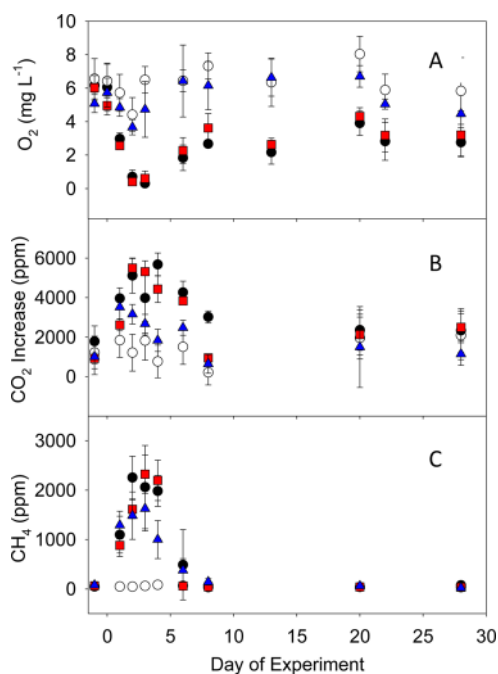 10
8
6
4
2
0
O₂ (mg L⁻¹)
A
6000
4000
2000
0
CO₂ Increase (ppm)
B
3000
2000
1000
0
CH₄ (ppm)
C
0 5 10 15 20 25 30
Day of Experiment